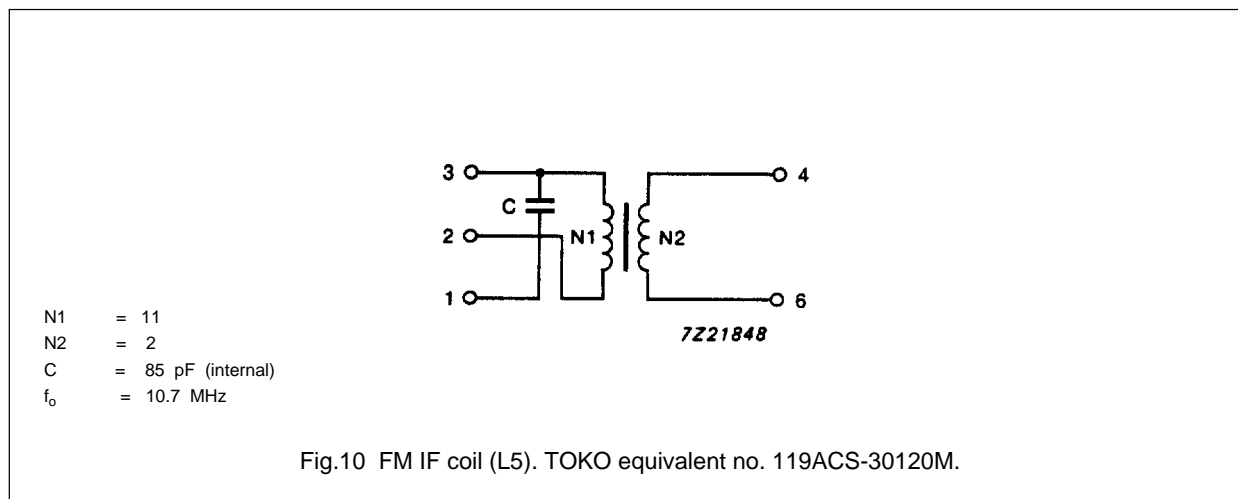 3
4
C
2
N1
N2
1
6
7Z21848
N1 = 11
N2 = 2
C = 85 pF (internal)
fo = 10.7 MHz
Fig.10 FM IF coil (L5). TOKO equivalent no. 119ACS-30120M.